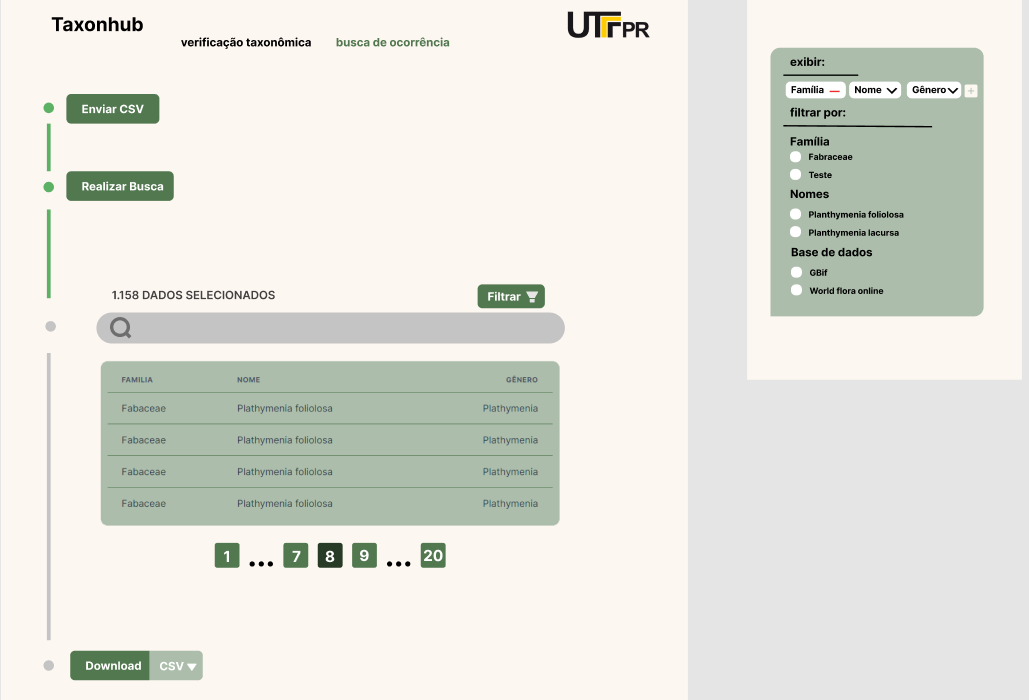 Taxonhub
UTFPR
verificação taxonômica busca de ocorrência
Enviar CSV
Realizar Busca
1.158 DADOS SELECIONADOS
Filtrar
FAMILIA NOME GÊNERO
Fabaceae Plathymenia foliolosa Plathymenia
Fabaceae Plathymenia foliolosa Plathymenia
Fabaceae Plathymenia foliolosa Plathymenia
Fabaceae Plathymenia foliolosa Plathymenia
1 ... 7 8 9 ... 20
Download CSV
exibir:
Família Nome Gênero +
filtrar por:
Família
Fabraceae
Teste
Nomes
Planthymenia foliolosa
Planthymenia lacursa
Base de dados
GBif
World flora online